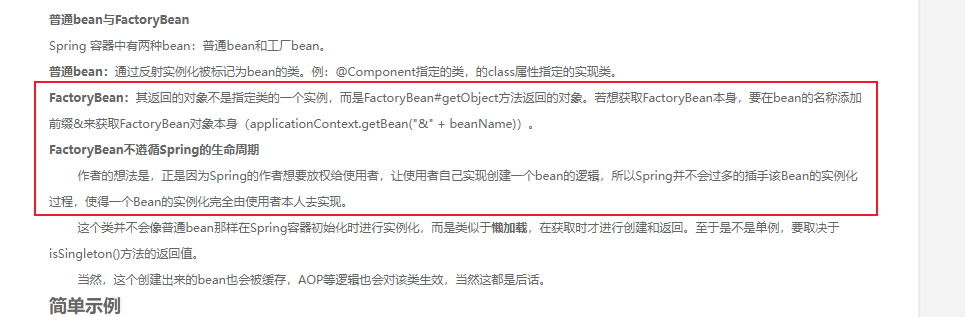 普通bean与FactoryBean
Spring 容器中有两种bean：普通bean和工厂bean。
普通bean：通过反射实例化被标记为bean的类。例：@Component指定的类，的class属性指定的实现类。
FactoryBean：其返回的对象不是指定类的一个实例，而是FactoryBean#getObject方法返回的对象。若想获取FactoryBean本身，要在bean的名称添加
前缀&来获取FactoryBean对象本身（applicationContext.getBean("&" + beanName)）。
FactoryBean不遵循Spring的生命周期
作者的想法是，正是因为Spring的作者想要放权给使用者，让使用者自己实现创建一个bean的逻辑，所以Spring并不会过多的插手该Bean的实例化
过程，使得一个Bean的实例化完全由使用者本人去实现。
这个类并不会像普通bean那样在Spring容器初始化时进行实例化，而是类似于懒加载，在获取时才进行创建和返回。至于是不是单例，要取决于
isSingleton()方法的返回值。
当然，这个创建出来的bean也会被缓存，AOP等逻辑也会对该类生效，当然这都是后话。
简单示例